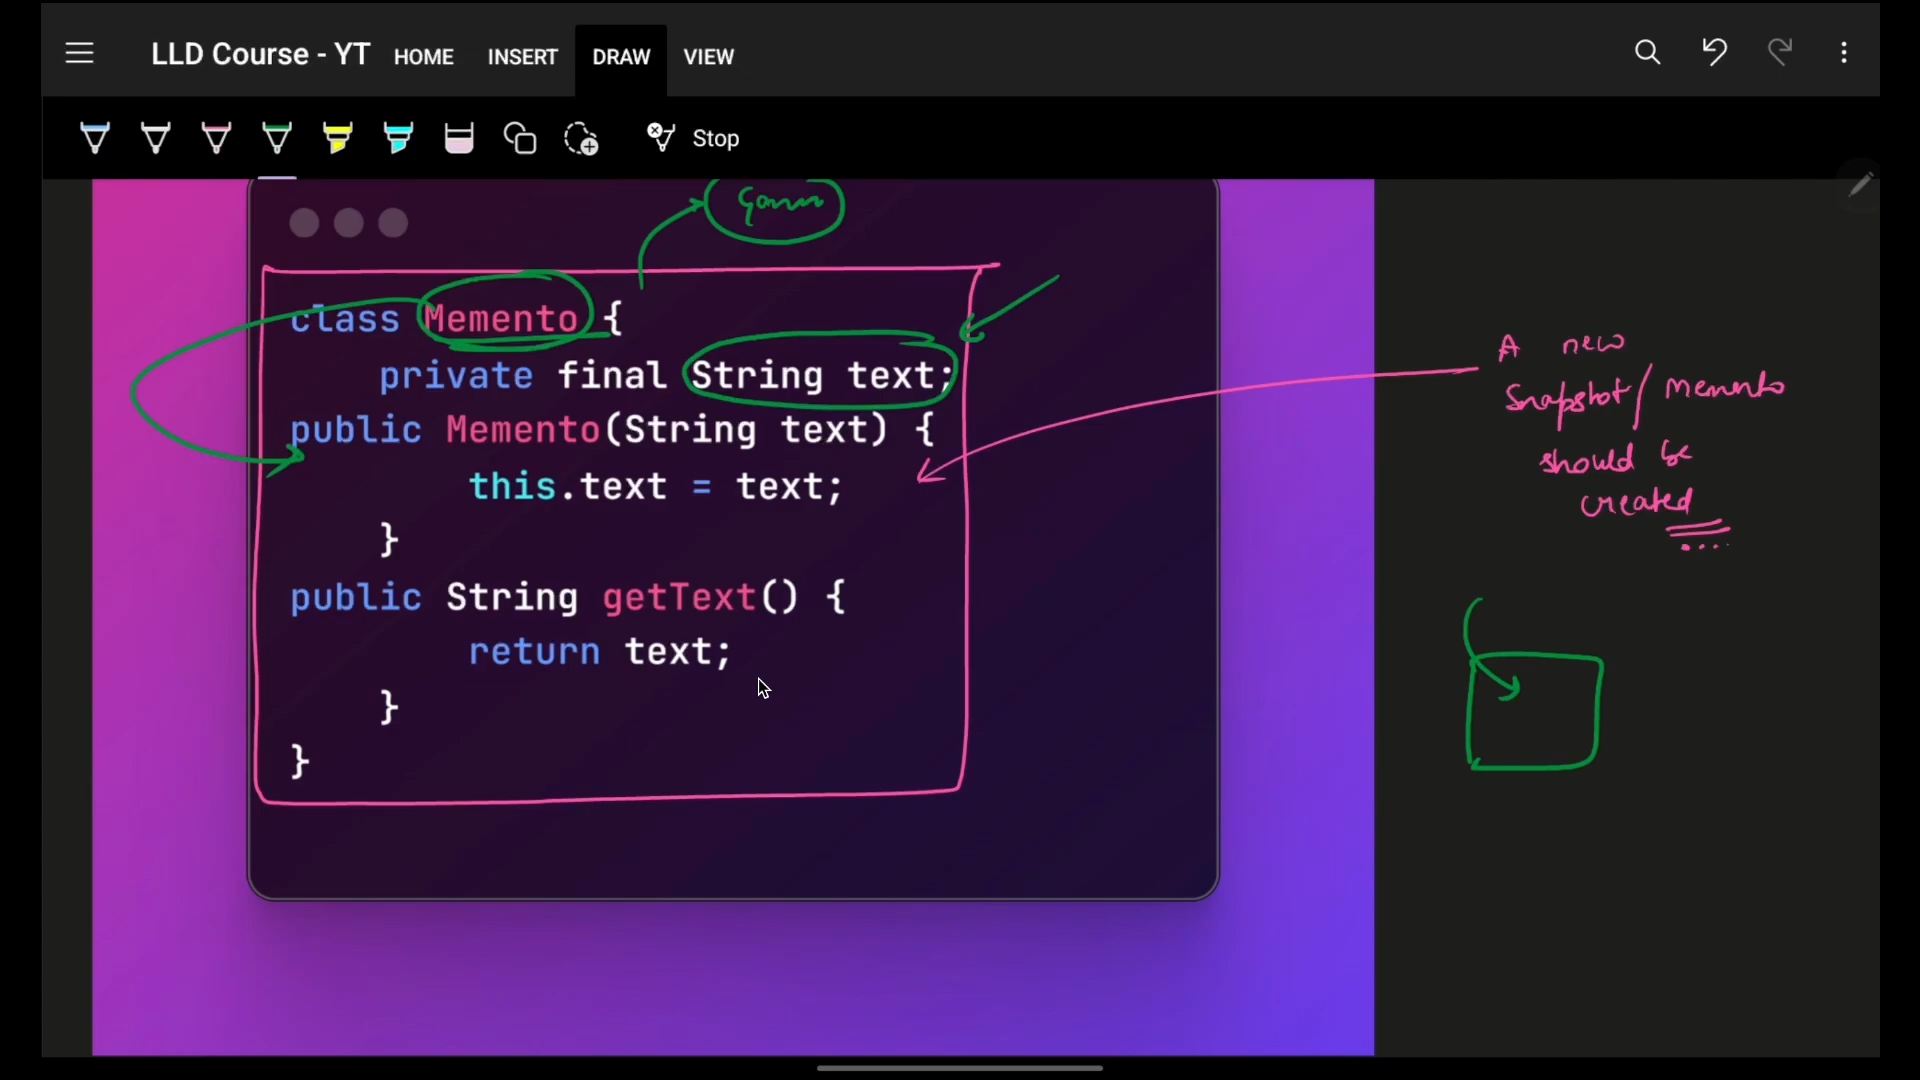 LLD Course - YT HOME INSERT DRAW VIEW
Stop
class Memento {
private final String text;
public Memento(String text) {
this.text = text;
}
public String getText() {
return text;
}
}
A new
Snapshot/Memento
should be
created